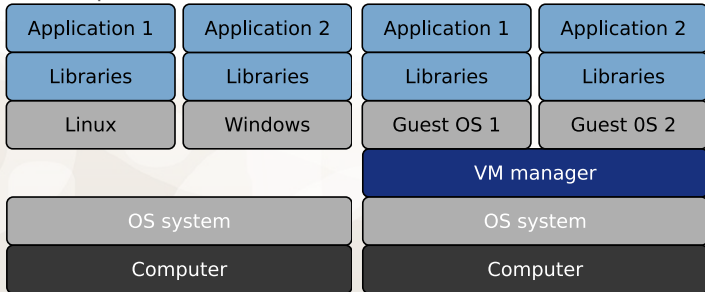 Application 1 Application 2 Application 1 Application 2
Libraries Libraries Libraries Libraries
Linux Windows Guest OS 1 Guest 0S 2
VM manager
OS system OS system
Computer Computer